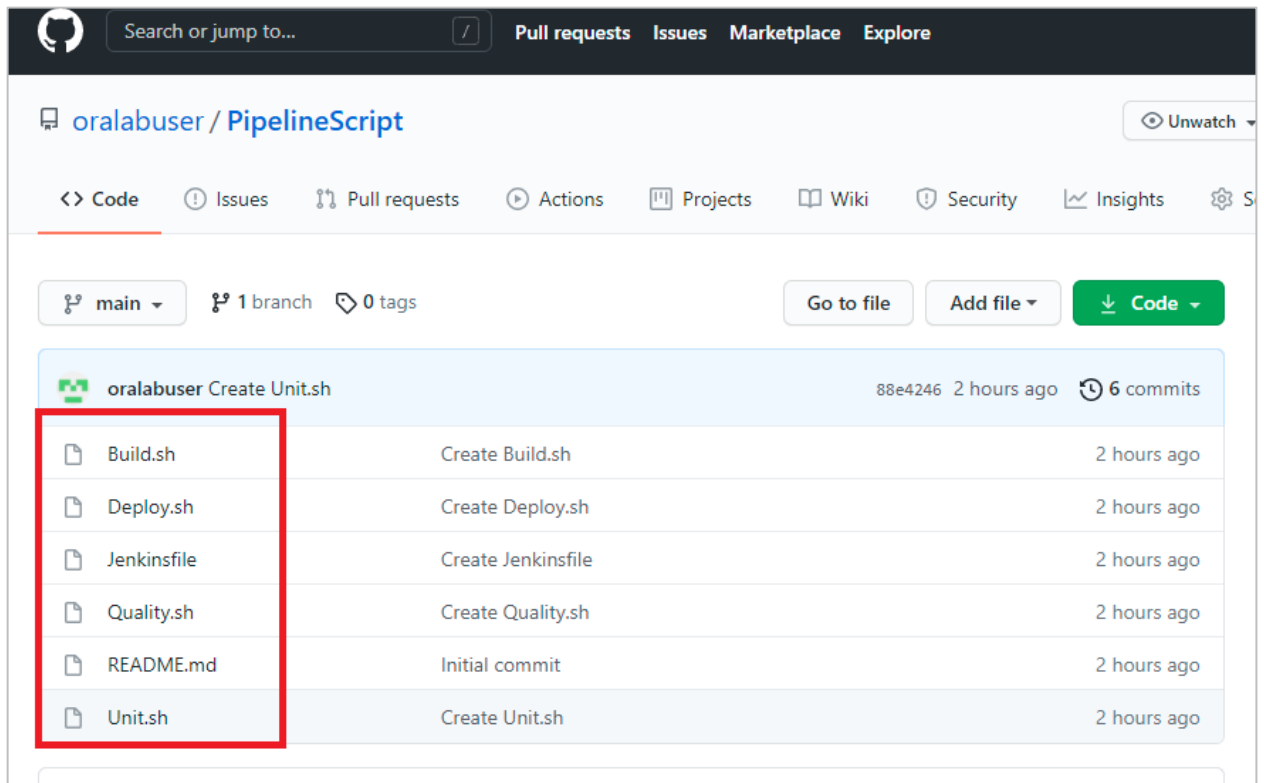 Search or jump to... /
Pull requests Issues Marketplace Explore
oralabuser / PipelineScript
Unwatch
<> Code Issues Pull requests Actions Projects Wiki Security Insights
main 1 branch 0 tags Go to file Add file Code
oralabuser Create Unit.sh 88e4246 2 hours ago 6 commits
Build.sh Create Build.sh 2 hours ago
Deploy.sh Create Deploy.sh 2 hours ago
Jenkinsfile Create Jenkinsfile 2 hours ago
Quality.sh Create Quality.sh 2 hours ago
README.md Initial commit 2 hours ago
Unit.sh Create Unit.sh 2 hours ago